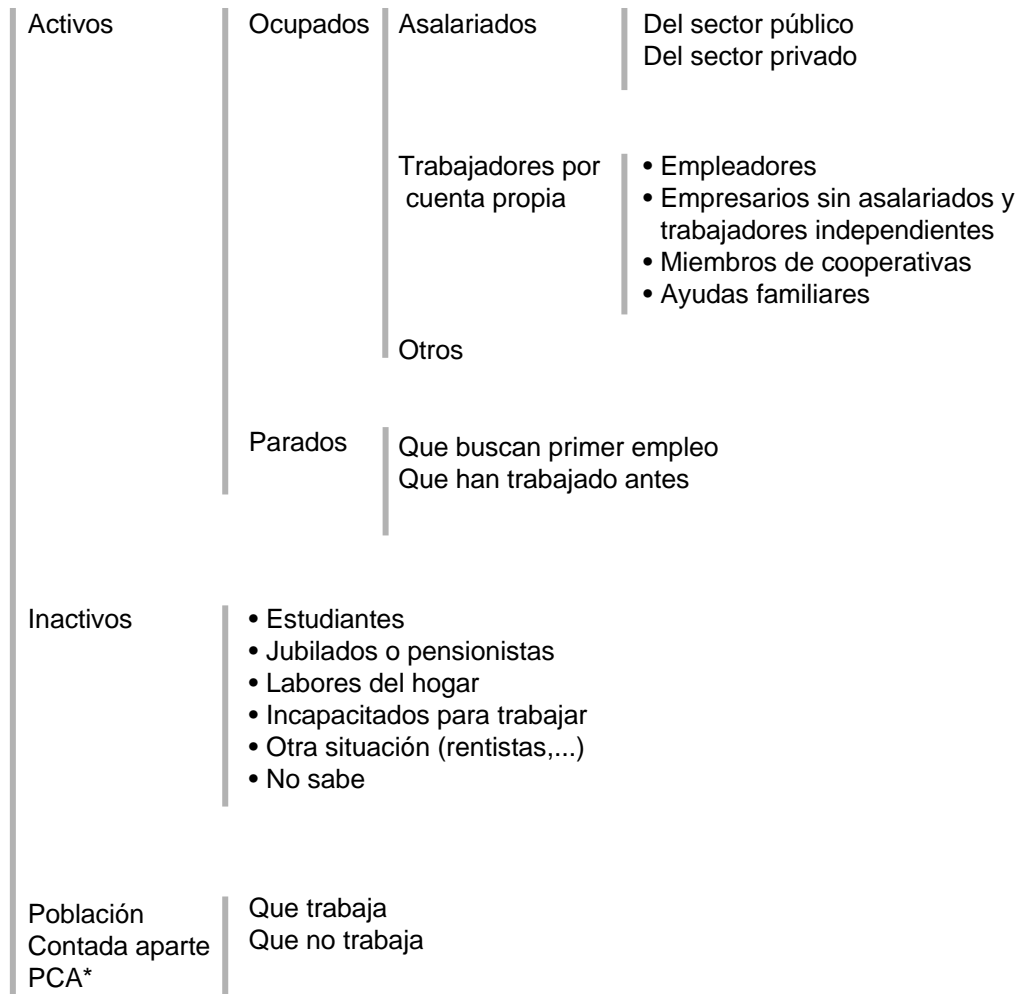 Activos
Ocupados
Asalariados
Del sector público
Del sector privado
Trabajadores por
cuenta propia
• Empleadores
• Empresarios sin asalariados y
trabajadores independientes
• Miembros de cooperativas
• Ayudas familiares
Otros
Parados
Que buscan primer empleo
Que han trabajado antes
Inactivos
• Estudiantes
• Jubilados o pensionistas
• Labores del hogar
• Incapacitados para trabajar
• Otra situación (rentistas,...)
• No sabe
Población
Contada aparte
PCA*
Que trabaja
Que no trabaja